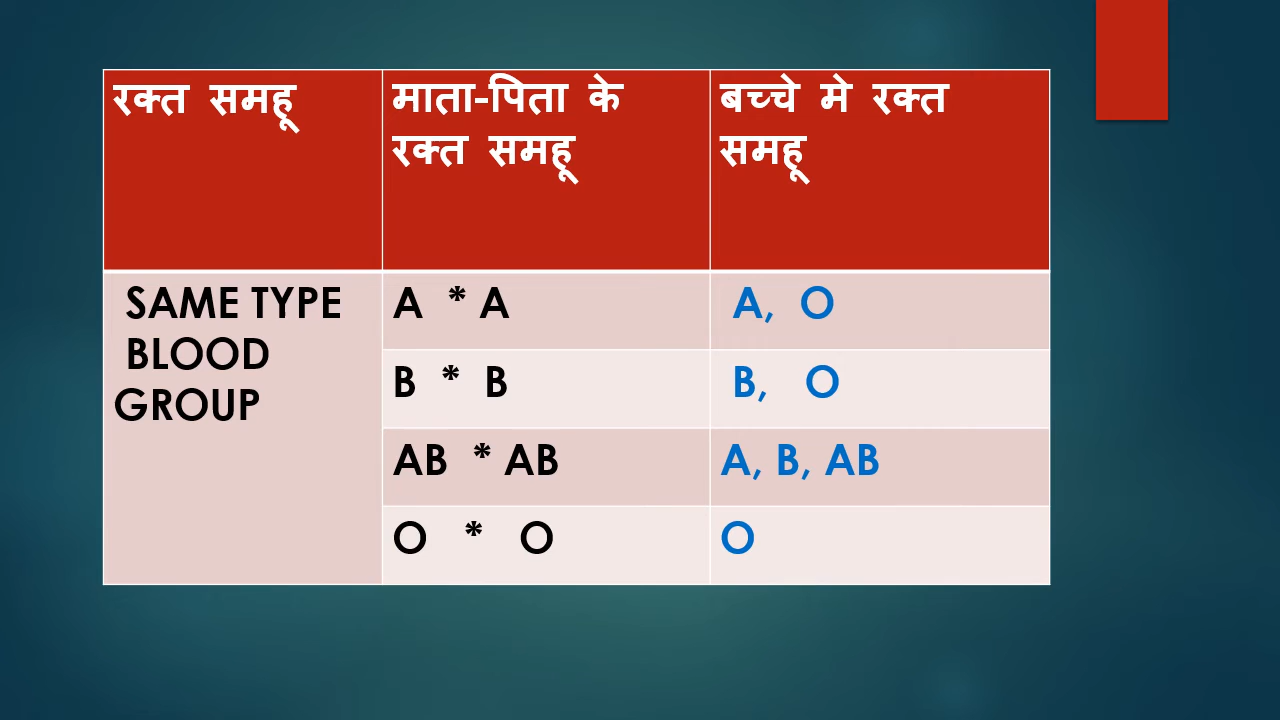 रक्त समहू
माता-पिता के
रक्त समहू
बच्चे मे रक्त
समहू
SAME TYPE
BLOOD
GROUP
A * A
A, O
B * B
B, O
AB * AB
A, B, AB
O * O
O